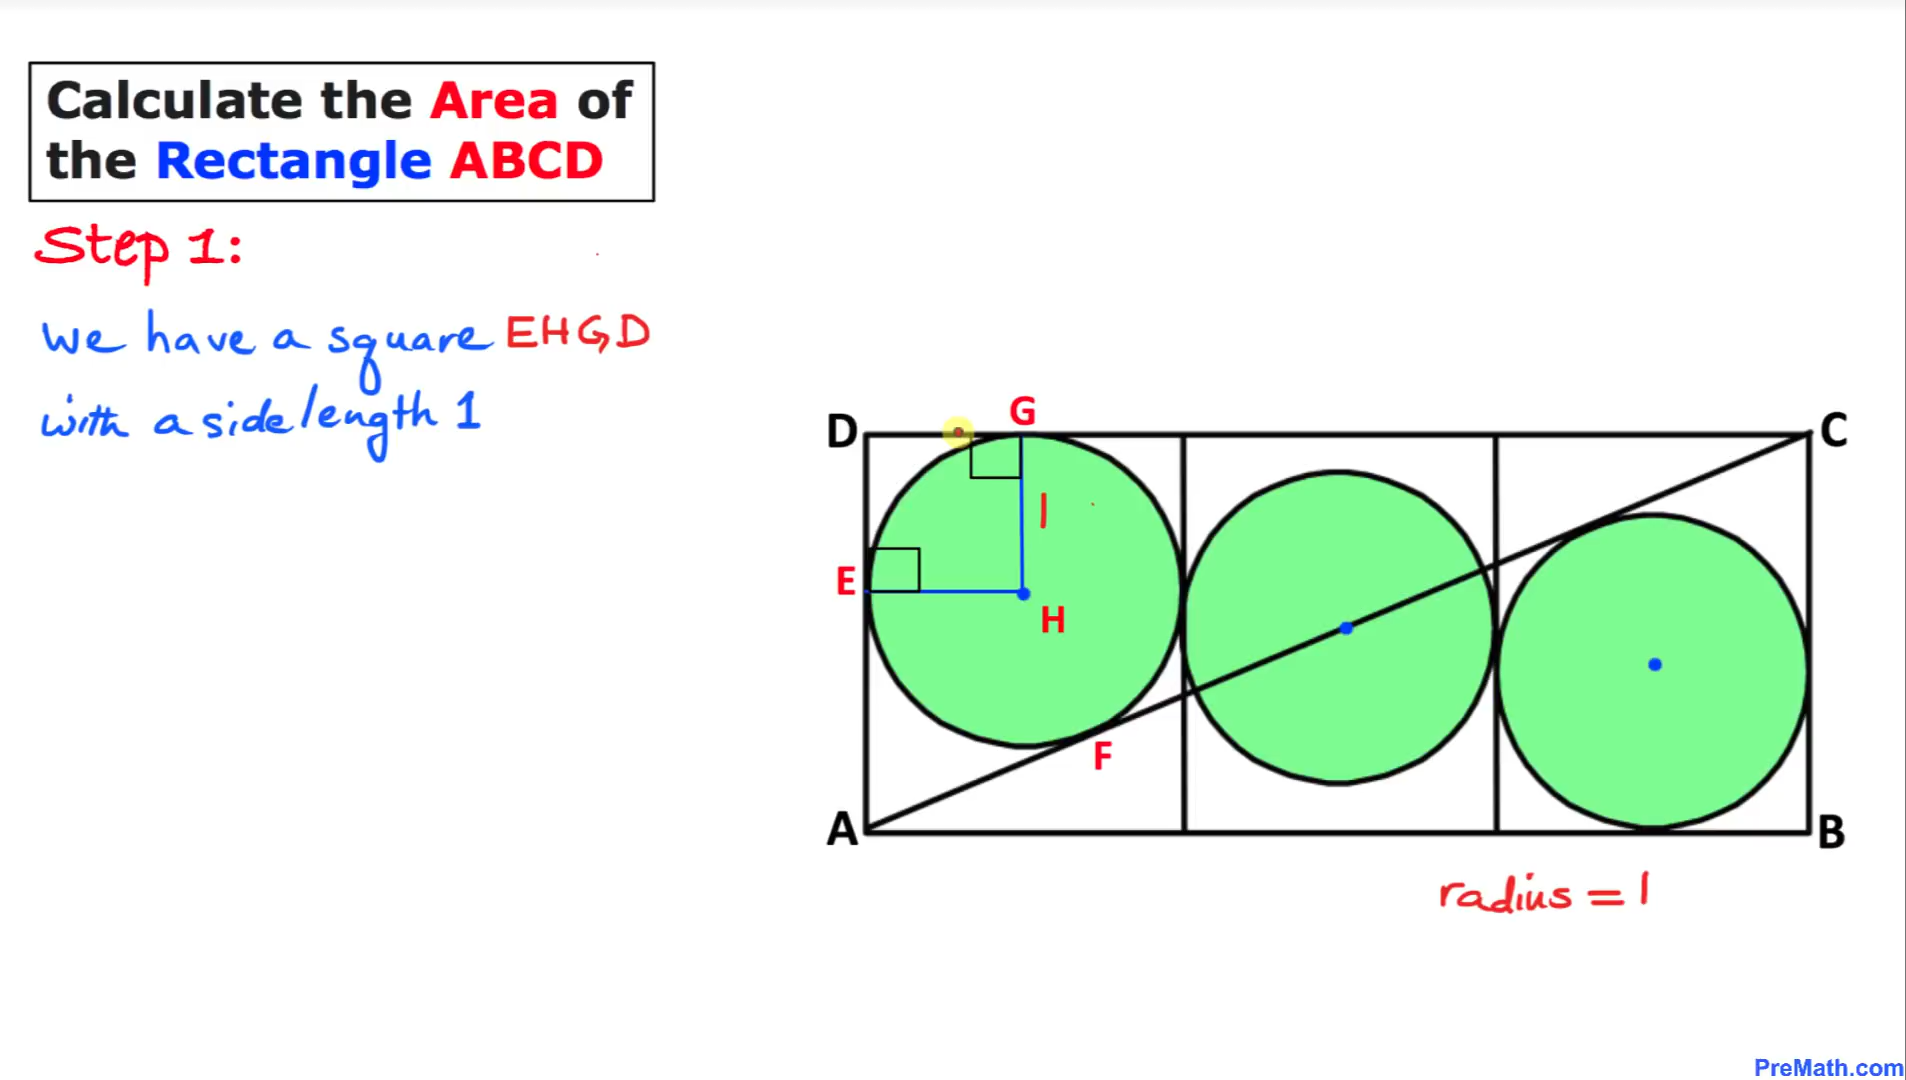 Calculate the Area of
the Rectangle ABCD
Step 1:
we have a square EHGD
with a side length 1
D
G
C
1
E
H
F
A
B
radius = 1
PreMath.com